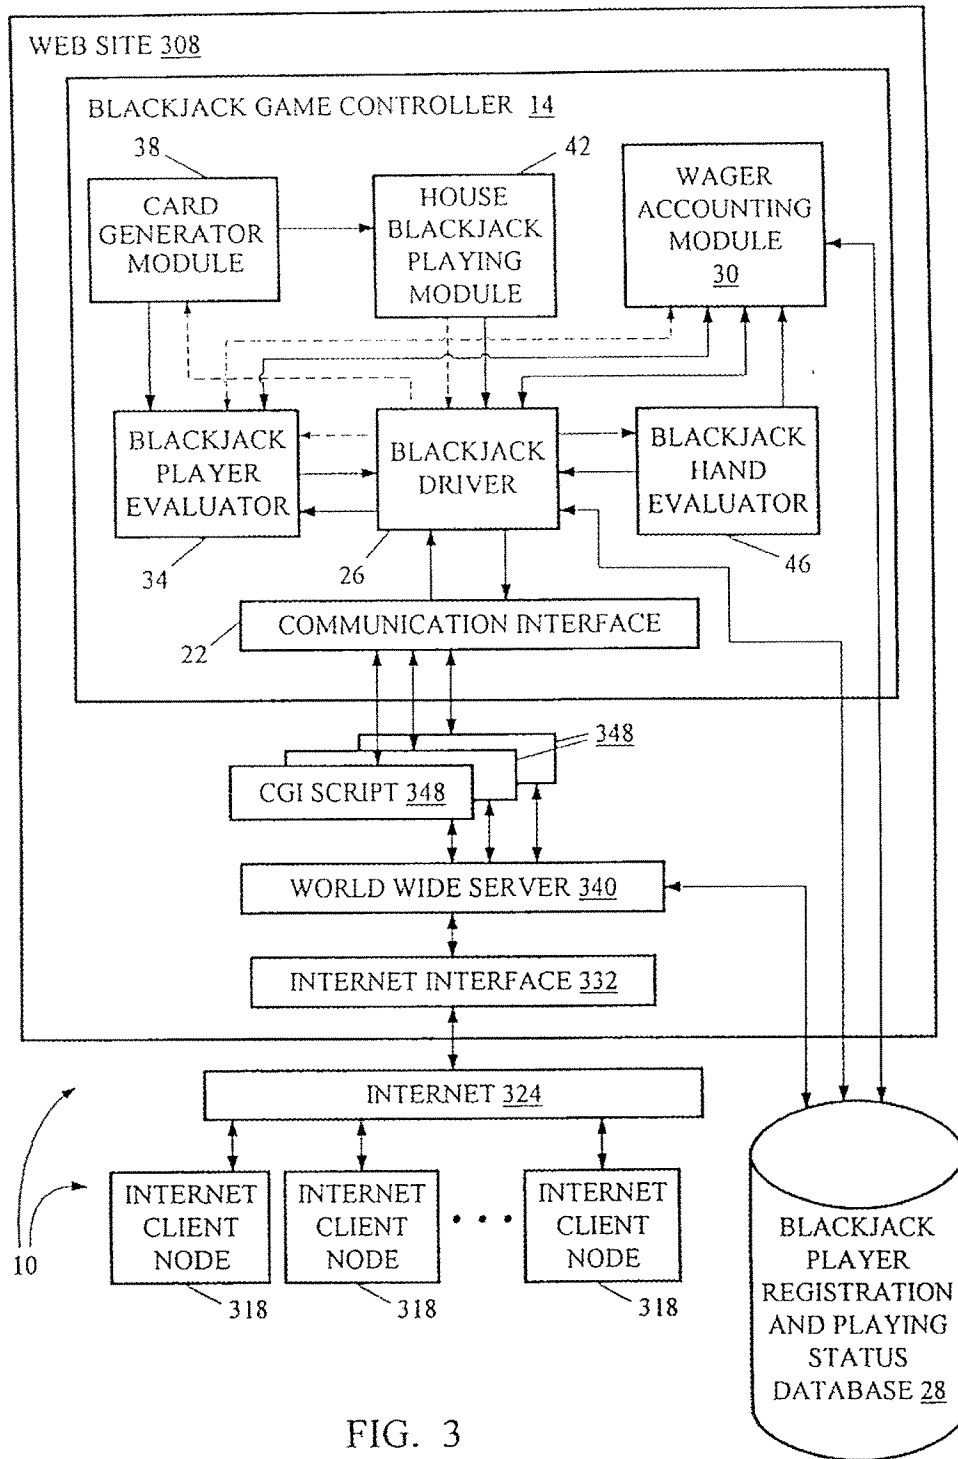 WEB SITE 308
BLACKJACK GAME CONTROLLER 14
38
42
CARD
GENERATOR
MODULE
HOUSE
BLACKJACK
PLAYING
MODULE
WAGER
ACCOUNTING
MODULE
30
BLACKJACK
PLAYER
EVALUATOR
BLACKJACK
DRIVER
BLACKJACK
HAND
EVALUATOR
34
26
46
COMMUNICATION INTERFACE
22
348
CGI SCRIPT 348
WORLD WIDE SERVER 340
INTERNET INTERFACE 332
INTERNET 324
INTERNET
CLIENT
NODE
INTERNET
CLIENT
NODE
INTERNET
CLIENT
NODE
10
318
318
318
BLACKJACK
PLAYER
REGISTRATION
AND PLAYING
STATUS
DATABASE 28
FIG. 3